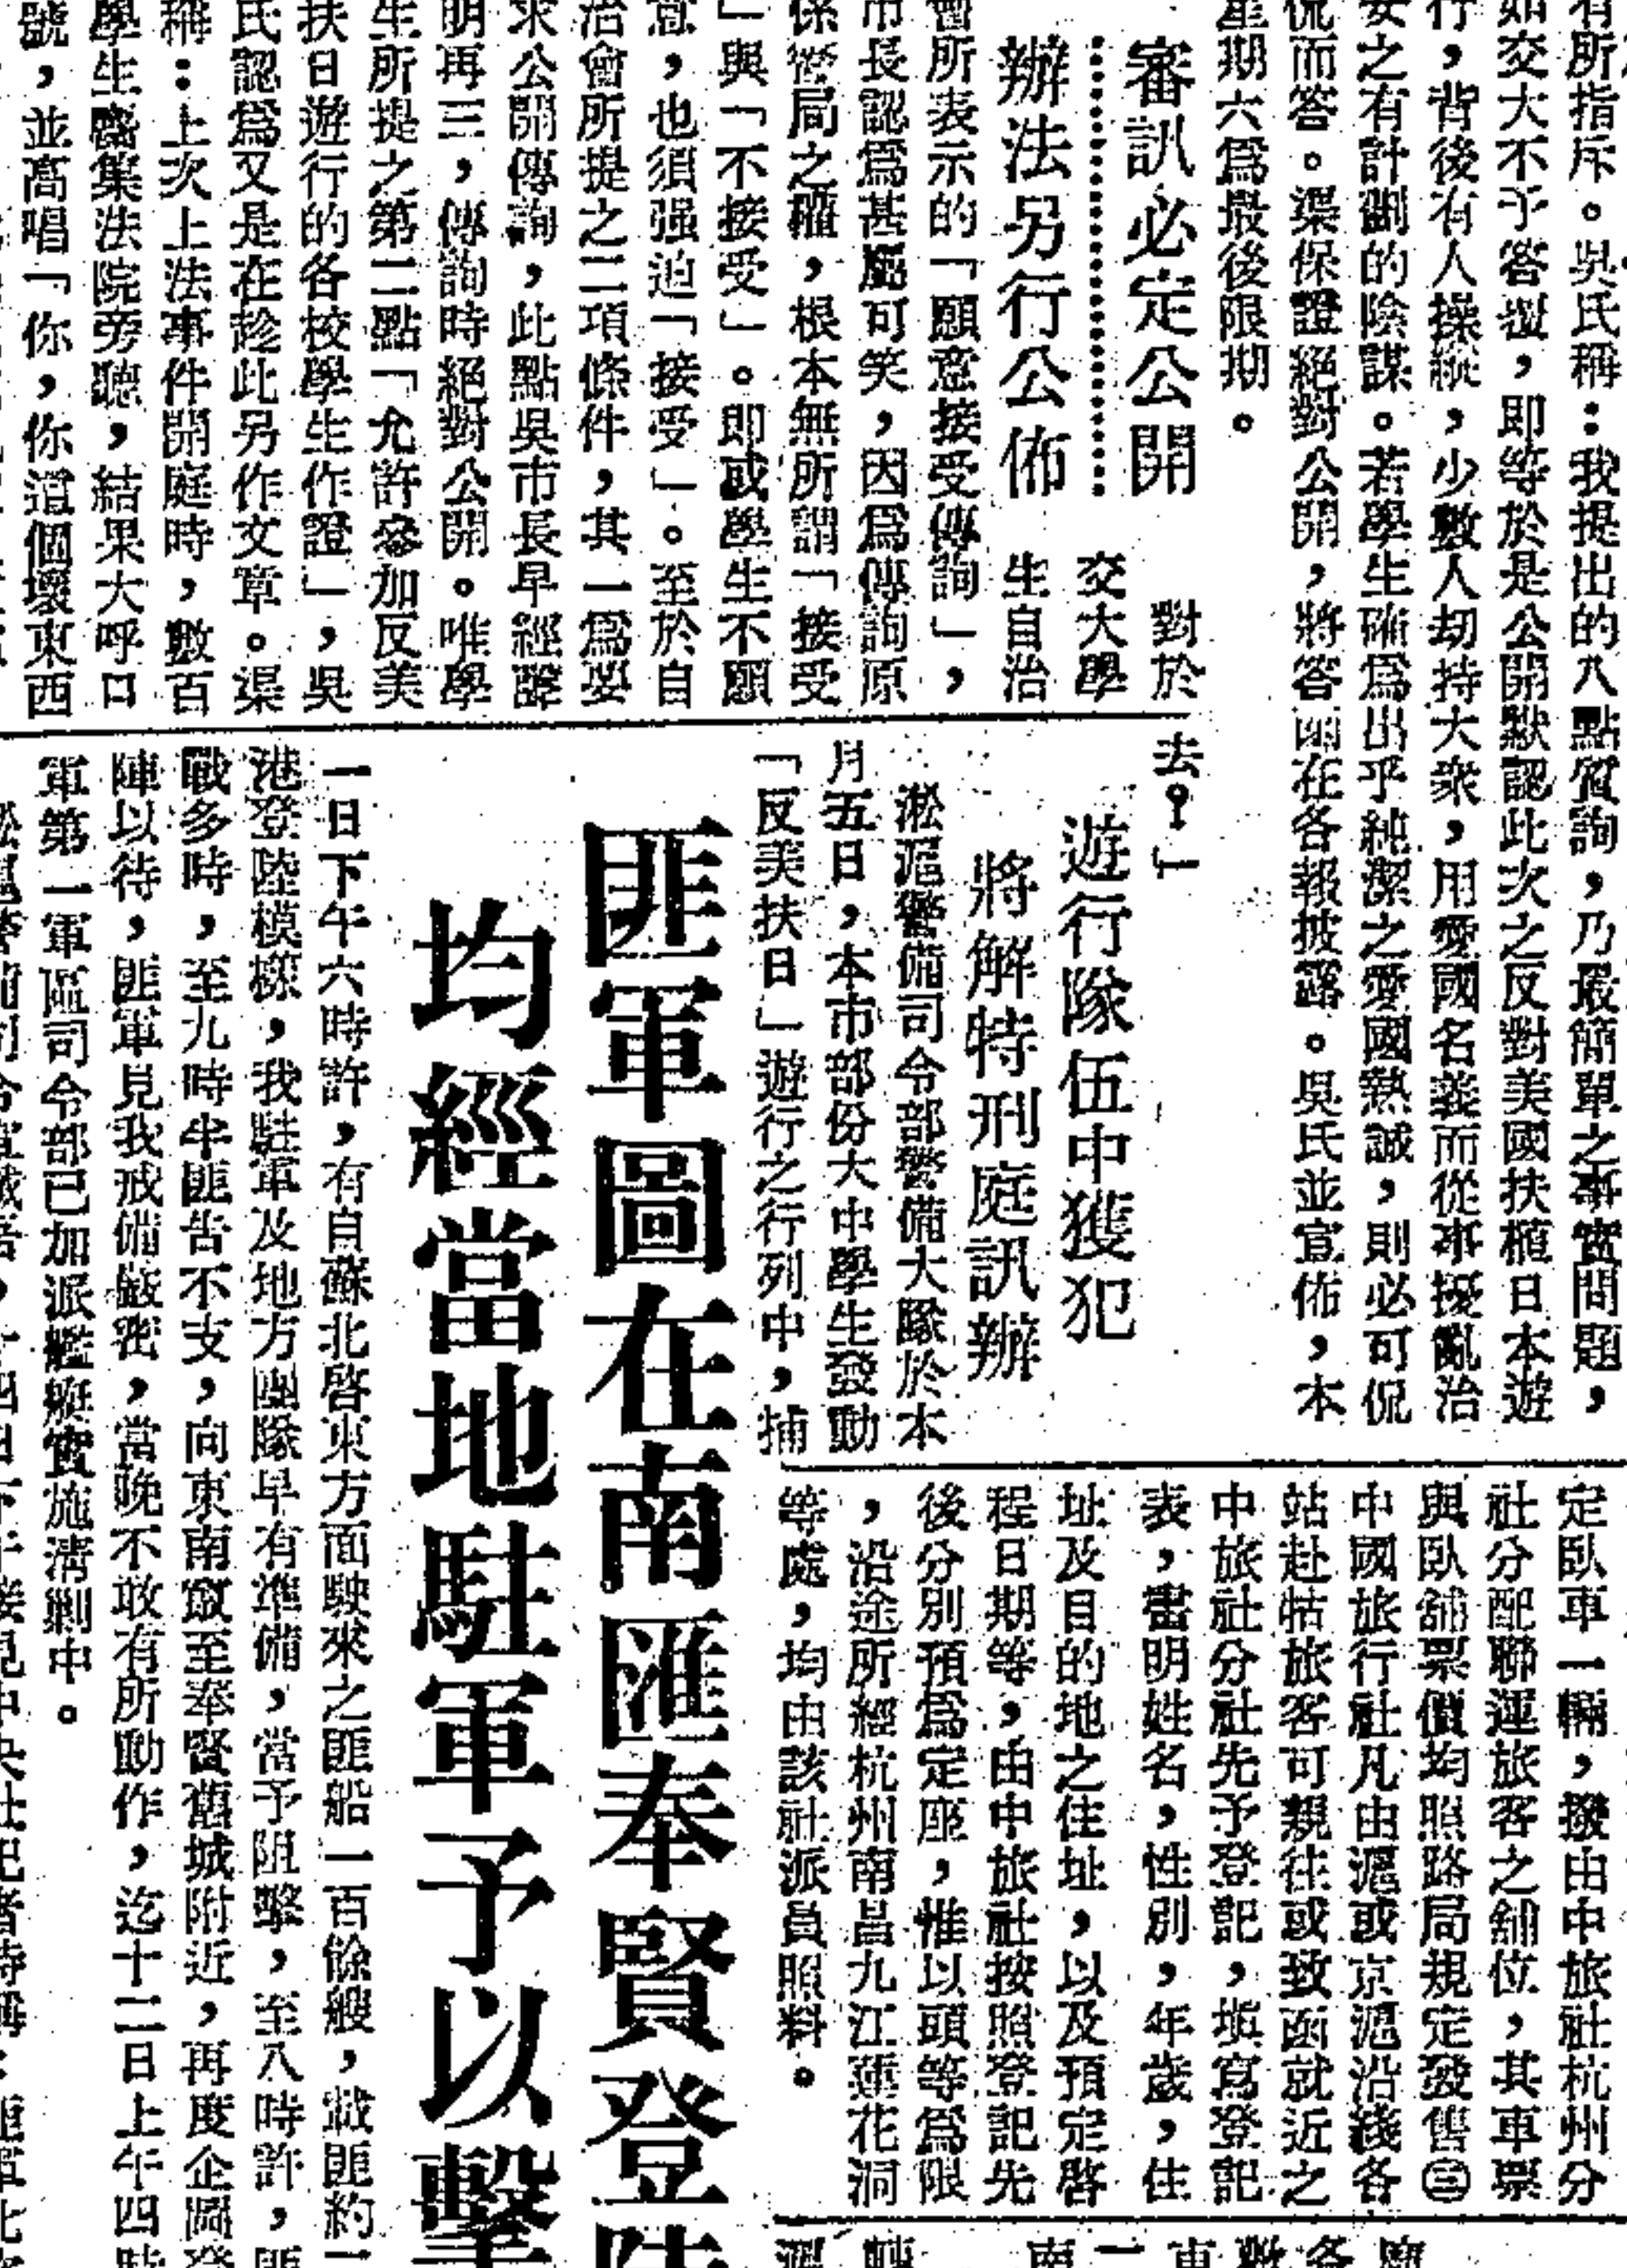 有所指斥。吳氏稱：我提出的八點質詢，乃最簡單之事實問題，
如交大不予答覆，即等於是公開默認此次之反對美國扶植日本遊
行，背後有人操縱，少數人刧持大衆，用愛國名義而從事擾亂治
安之有計劃的陰謀。若學生確爲出乎純潔之愛國熱誠，則必可侃
侃而答。渠保證絕對公開，將答函在各報披露。吳氏並宣佈，本
星期六爲最後限期。
審訊必定公開
辦法另行公佈
對於
交大學
生自治
會所表示的「願意接受傳詢」，
市長認爲甚屬可笑，因爲傳詢原
係警局之權，根本無所謂「接受
」與「不接受」。即或學生不願
意，也須强迫「接受」。至於自
治會所提之二項條件，其一爲要
求公開傳詢，此點吳市長早經聲
明再三，傳詢時絕對公開。唯學
生所提之第二點「允許參加反美
扶日遊行的各校學生作證」，吳
氏認爲又是在趁此另作文章。渠
稱：上次上法事件開庭時，數百
學生麕集法院旁聽，結果大呼口
號，並高唱「你，你這個壞東西
去？」
遊行隊伍中獲犯
將解特刑庭訊辦
淞滬警備司令部警備大隊於本
月五日，本市部份大中學生發動
「反美扶日」遊行之行列中，捕
匪軍圖在南匯奉賢登陸
均經當地駐軍予以擊
一日下午六時許，有自蘇北啓東方面駛來之匪船一百餘艘，載匪約
港登陸模樣，我駐軍及地方團隊早有準備，當予阻擊，至八時許，匪
戰多時，至九時半匪告不支，向東南竄至奉賢舊城附近，再度企圖登
陣以待，匪軍見我戒備嚴密，當晚不敢有所動作，迄十二日上午四時
軍第一軍區司令部已加派艦艇實施清剿中。
定臥車一輛，撥由中旅社杭州分
社分配聯運旅客之舖位，其車票
與臥舖票價均照路局規定發售㊂
中國旅行社凡由滬或京滬沿綫各
站赴牯旅客可親往或致函就近之
中旅社分社先予登記，塡寫登記
表，書明姓名，性別，年歲，住
址及目的地之住址，以及預定啓
程日期等，由中旅社按照登記先
後分別預爲定座，惟以頭等爲限
，沿途所經杭州南昌九江蓮花洞
等處，均由該社派員照料。